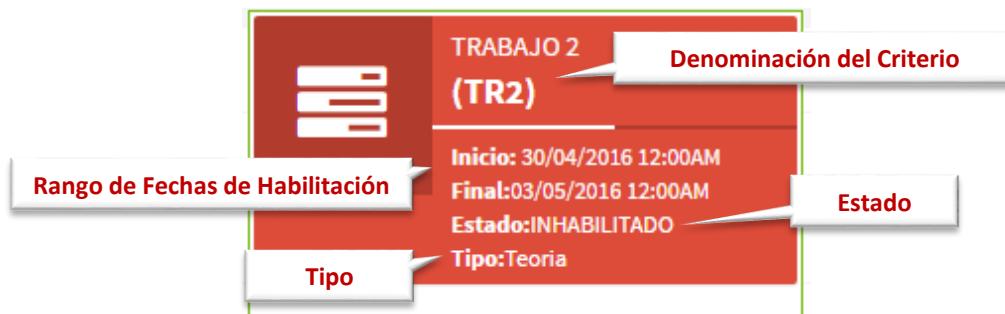 TRABAJO 2
Denominación del Criterio
(TR2)
Inicio: 30/04/2016 12:00AM
Rango de Fechas de Habilitación
Final:03/05/2016 12:00AM
Estado
Estado:INHABILITADO
Tipo:Teoria
Tipo